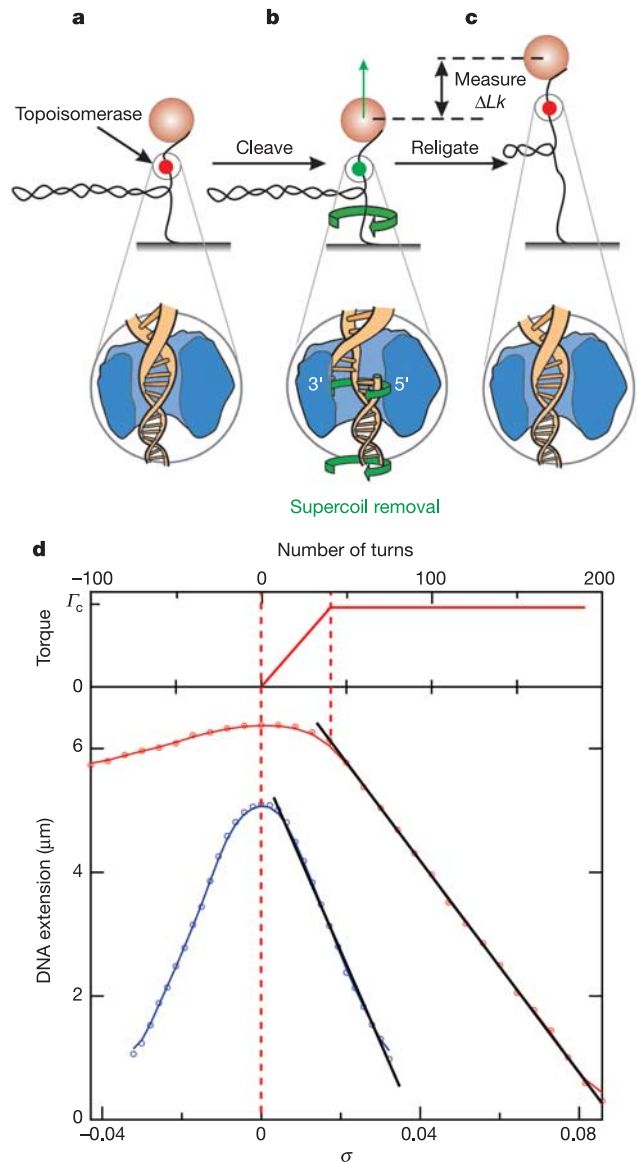 a
b
c
Measure
ΔLk
Topoisomerase
Cleave
Religate
3'
5'
Supercoil removal
d
Number of turns
−100
0
100
200
Γc
Torque
0
6
4
2
0
DNA extension (μm)
−0.04
0
0.04
0.08
σ